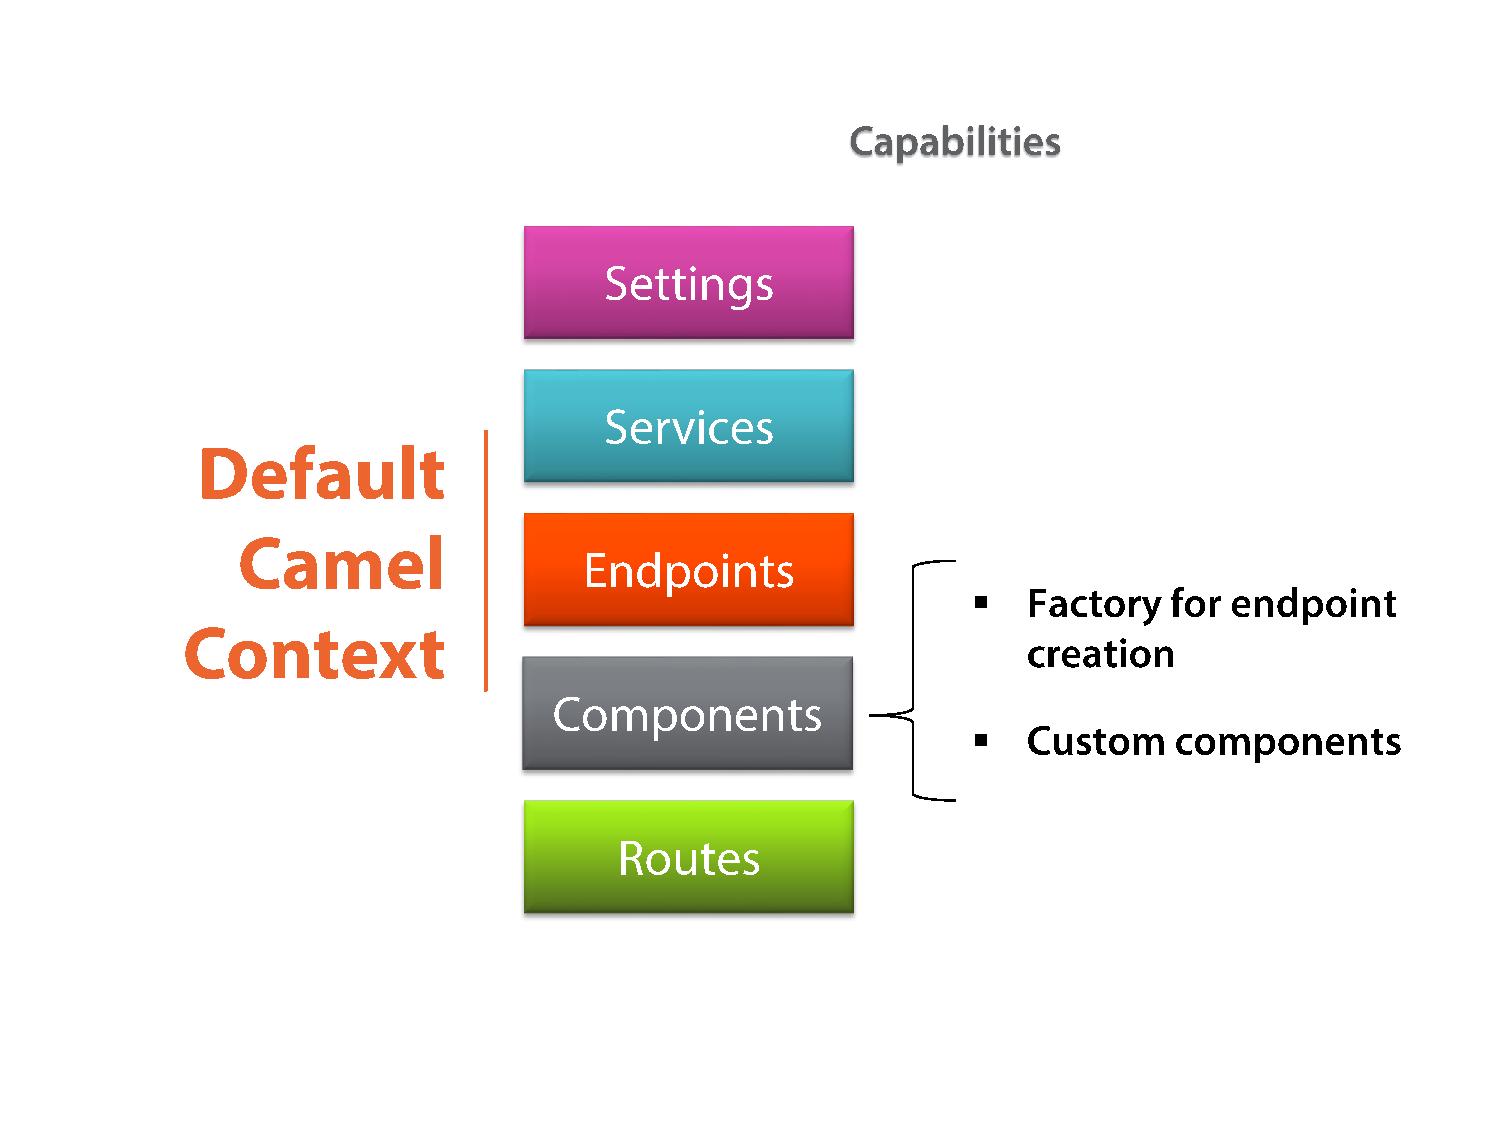 Capabilities
Default
Camel
Context
Settings
Services
Endpoints
Components
Routes
▪ Factory for endpoint
creation
▪ Custom components